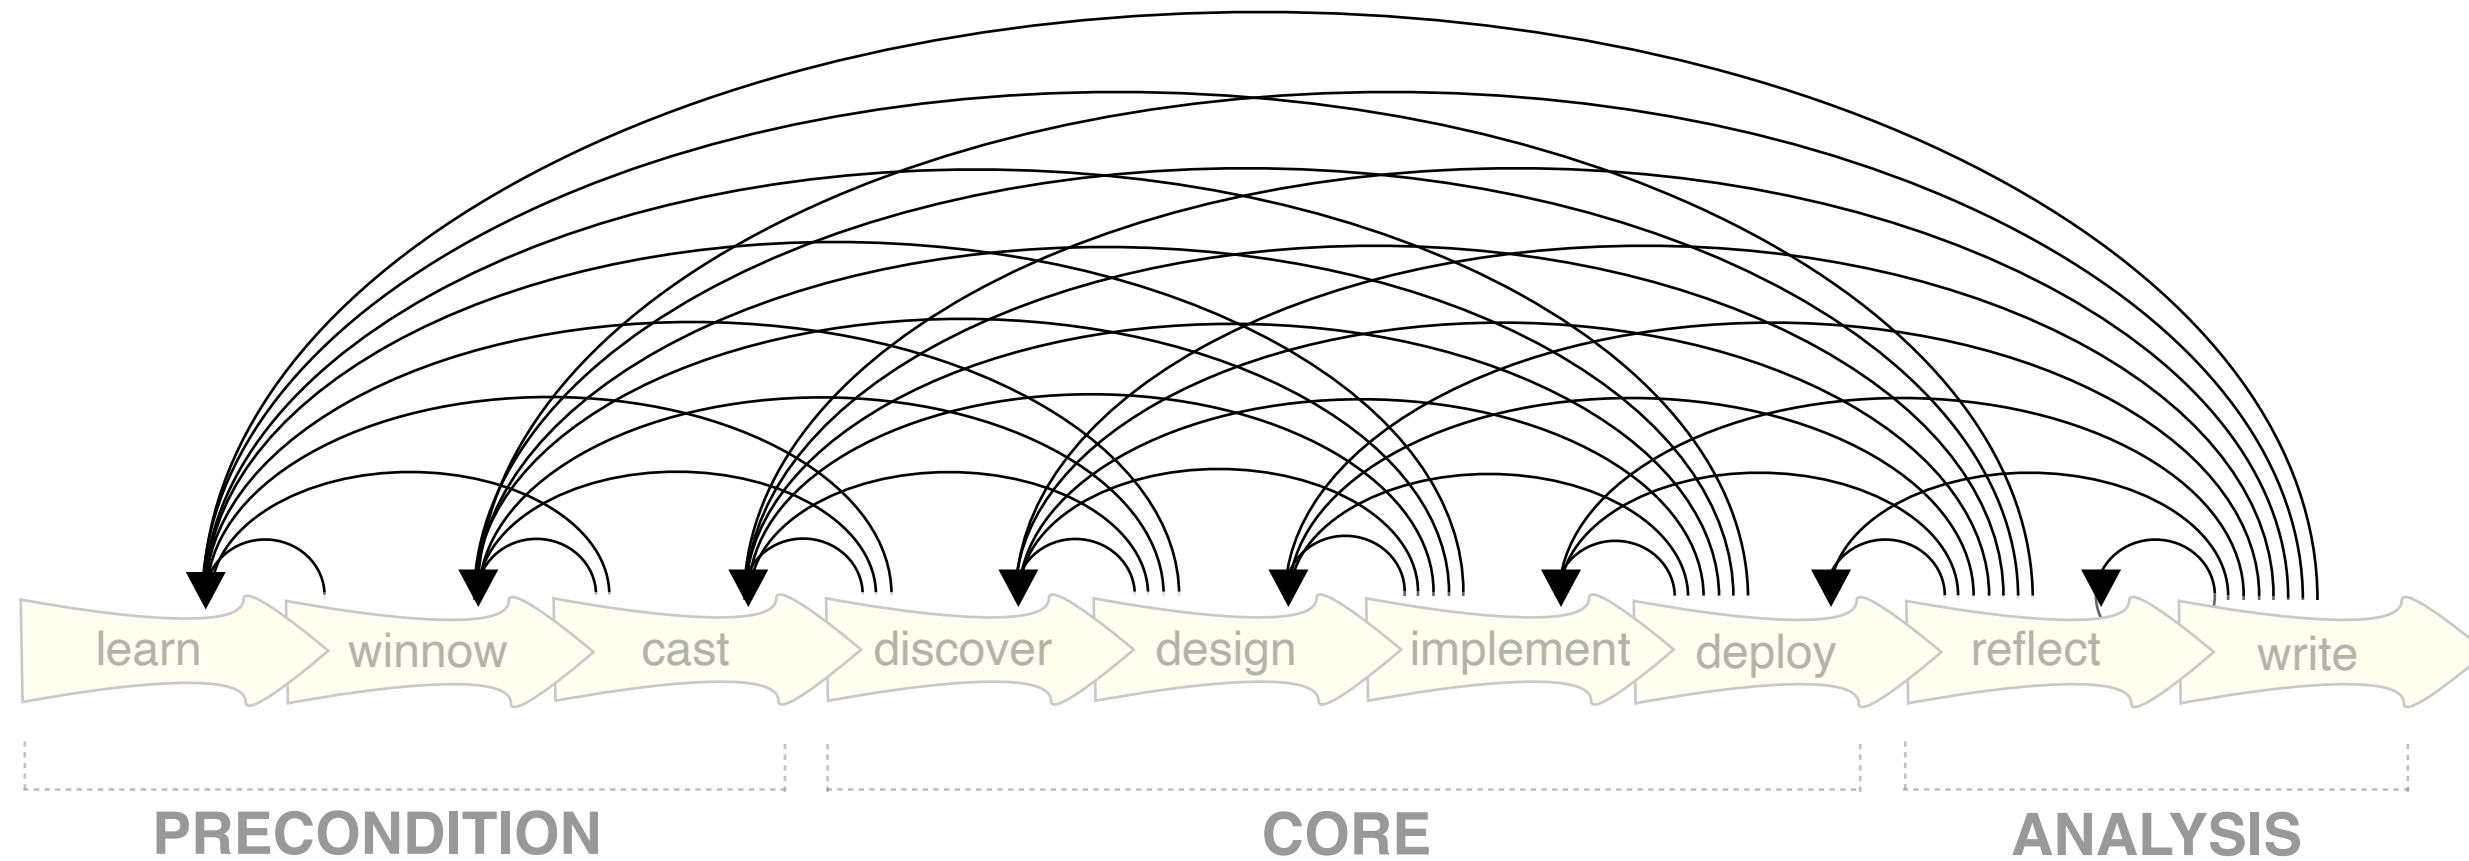 learn winnow cast discover design implement deploy reflect write
PRECONDITION CORE ANALYSIS